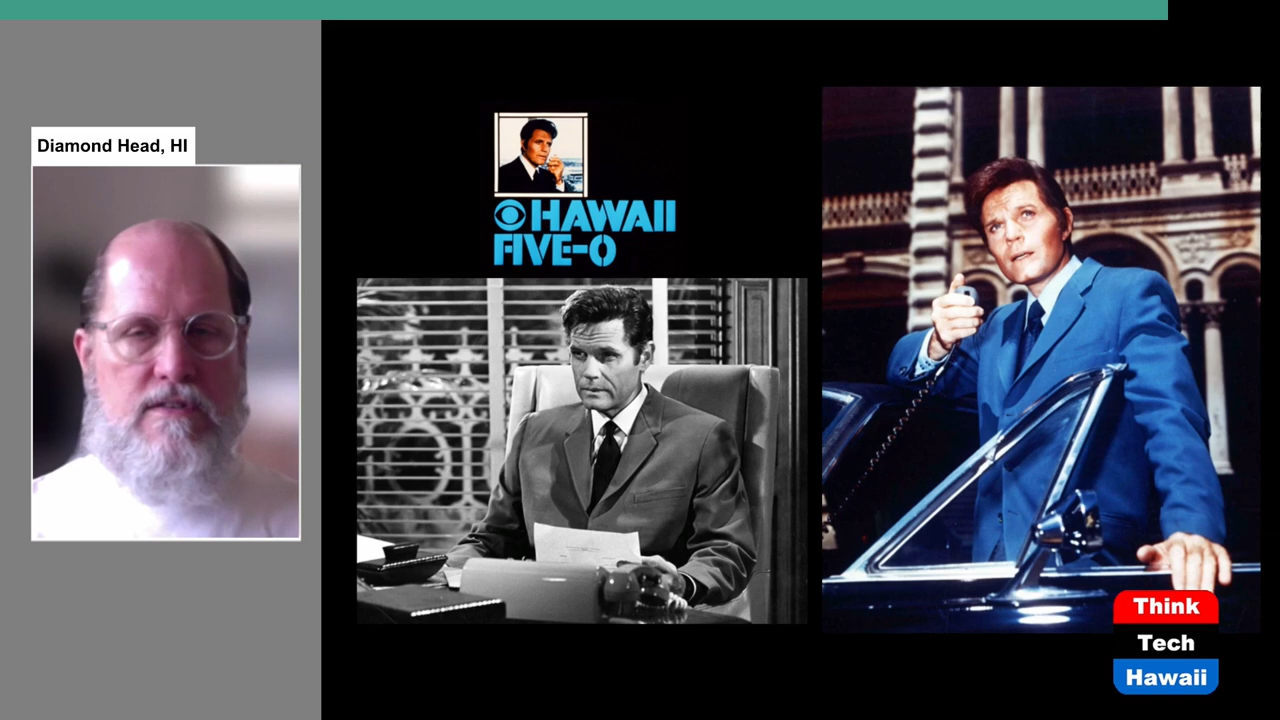 Diamond Head, HI
HAWAII
FIVE-O
Think
Tech
Hawaii